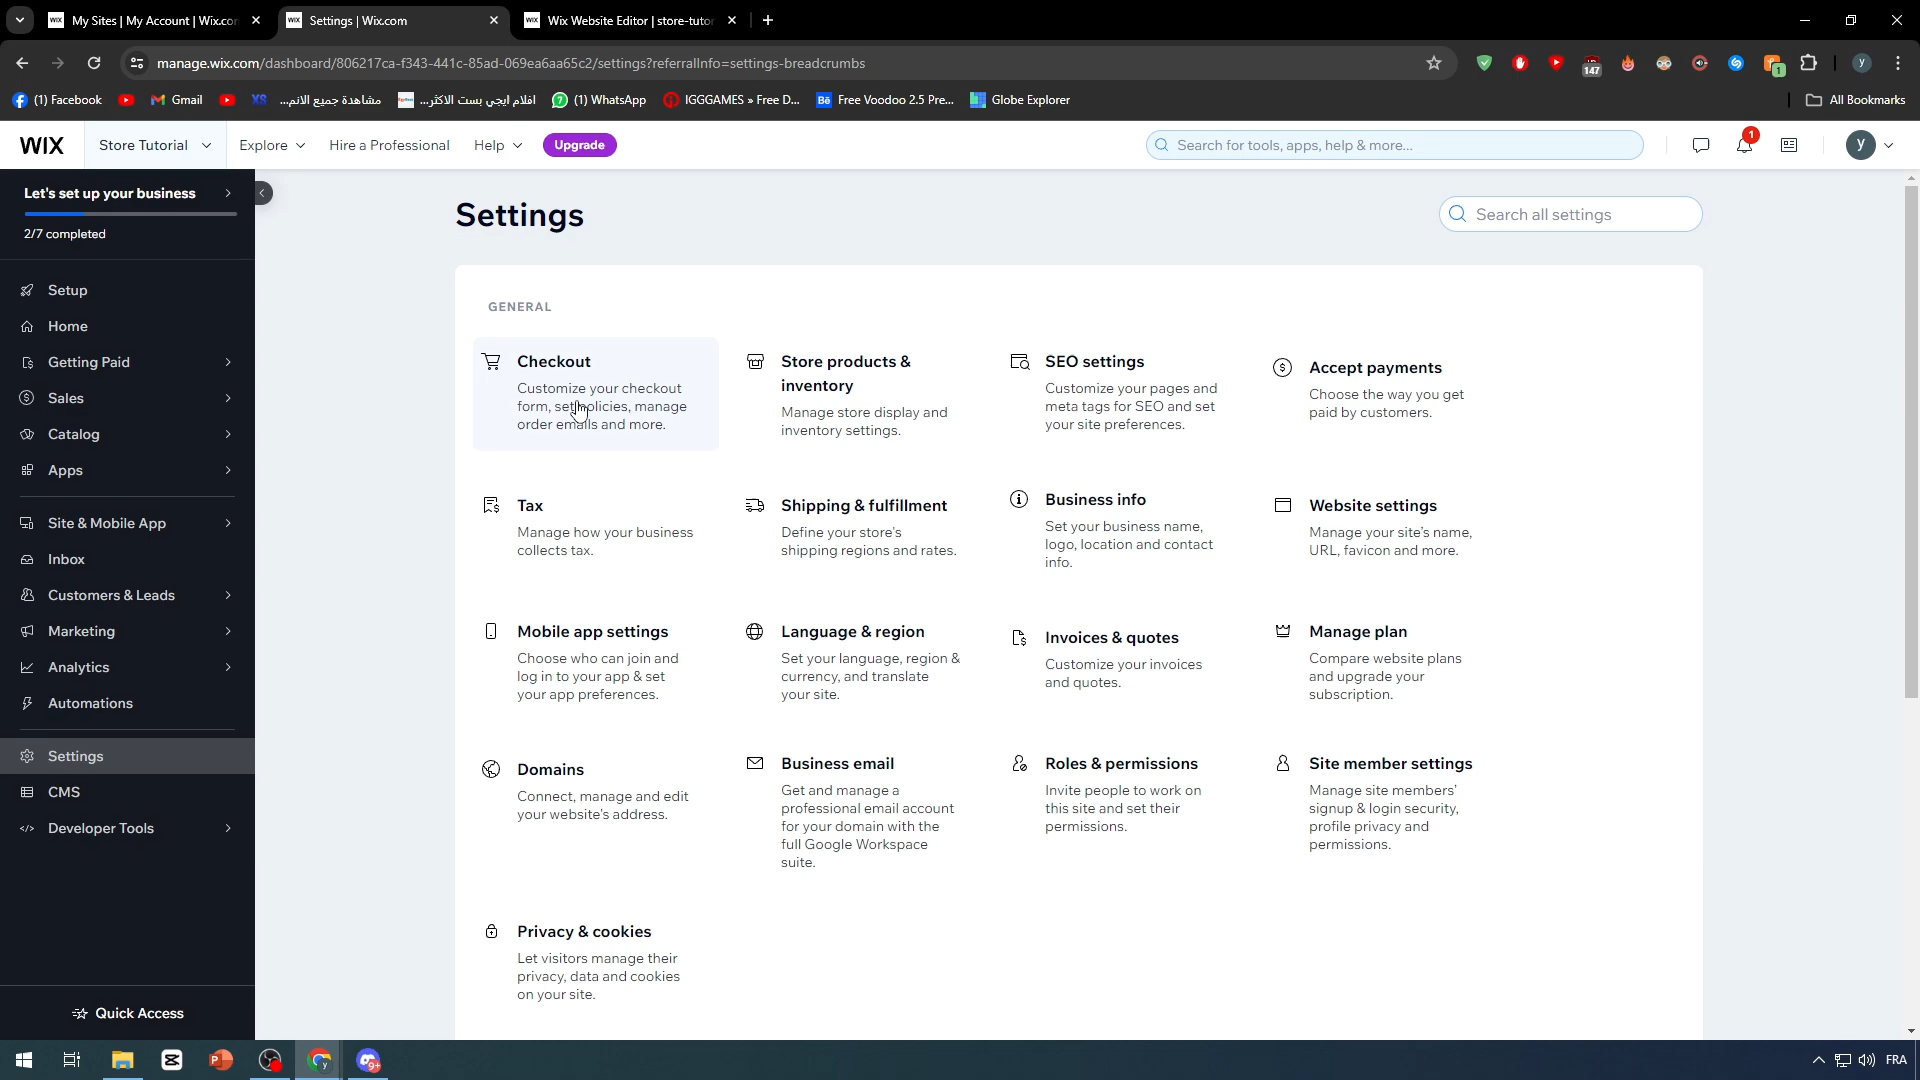 My Sites | My Account | Wix.com
Settings | Wix.com
Wix Website Editor | store-tutor
manage.wix.com/dashboard/806217ca-f343-441c-85ad-069ea6aa65c2/settings?referralInfo=settings-breadcrumbs
147
1
y
(1) Facebook
Gmail
XS
مشاهدة جميع الانم...
افلام ايجي بست الاكثر...
(1) WhatsApp
IGGGAMES » Free D...
Bē
Free Voodoo 2.5 Pre...
Globe Explorer
All Bookmarks
WIX
Store Tutorial
Explore
Hire a Professional
Help
Upgrade
Search for tools, apps, help & more...
1
y
Let's set up your business
2/7 completed
Setup
Home
Getting Paid
Sales
Catalog
Apps
Site & Mobile App
Inbox
Customers & Leads
Marketing
Analytics
Automations
Settings
CMS
Developer Tools
Quick Access
Settings
Search all settings
GENERAL
Checkout
Customize your checkout
form, set policies, manage
order emails and more.
Store products &
inventory
Manage store display and
inventory settings.
SEO settings
Customize your pages and
meta tags for SEO and set
your site preferences.
Accept payments
Choose the way you get
paid by customers.
Tax
Manage how your business
collects tax.
Shipping & fulfillment
Define your store's
shipping regions and rates.
Business info
Set your business name,
logo, location and contact
info.
Website settings
Manage your site's name,
URL, favicon and more.
Mobile app settings
Choose who can join and
log in to your app & set
your app preferences.
Language & region
Set your language, region &
currency, and translate
your site.
Invoices & quotes
Customize your invoices
and quotes.
Manage plan
Compare website plans
and upgrade your
subscription.
Domains
Connect, manage and edit
your website's address.
Business email
Get and manage a
professional email account
for your domain with the
full Google Workspace
suite.
Roles & permissions
Invite people to work on
this site and set their
permissions.
Site member settings
Manage site members'
signup & login security,
profile privacy and
permissions.
Privacy & cookies
Let visitors manage their
privacy, data and cookies
on your site.
9+
FRA